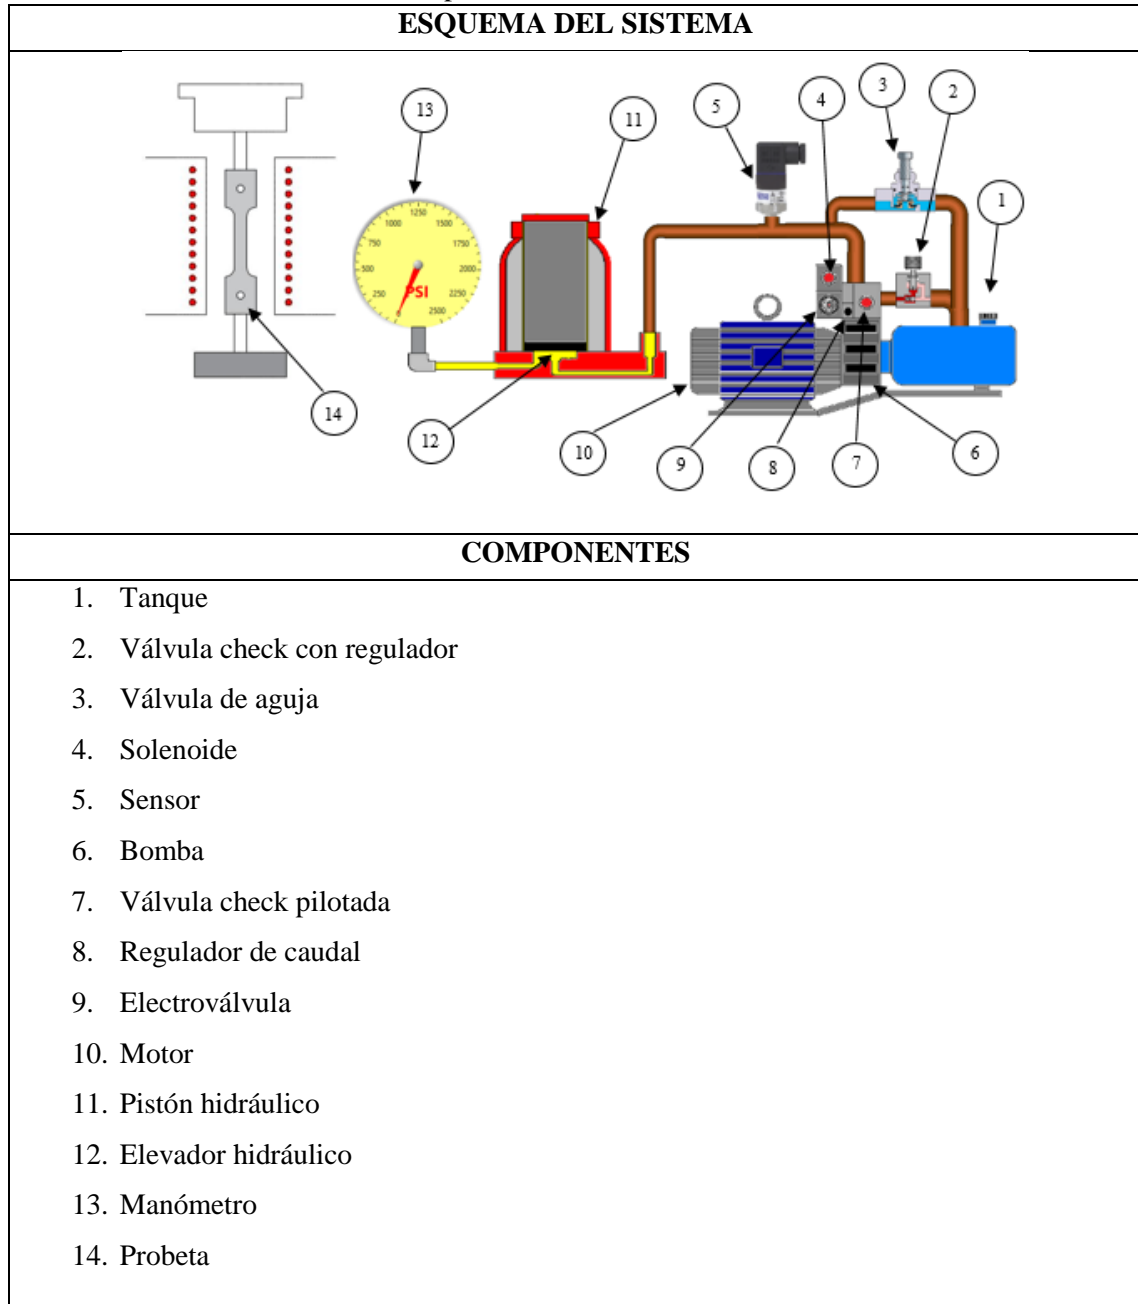 ESQUEMA DEL SISTEMA
13
11
5
4
3
2
1
1250
1000
1500
750
1750
500
2000
250
PSI
2250
2500
14
12
10
9
8
7
6
COMPONENTES
1. Tanque
2. Válvula check con regulador
3. Válvula de aguja
4. Solenoide
5. Sensor
6. Bomba
7. Válvula check pilotada
8. Regulador de caudal
9. Electroválvula
10. Motor
11. Pistón hidráulico
12. Elevador hidráulico
13. Manómetro
14. Probeta